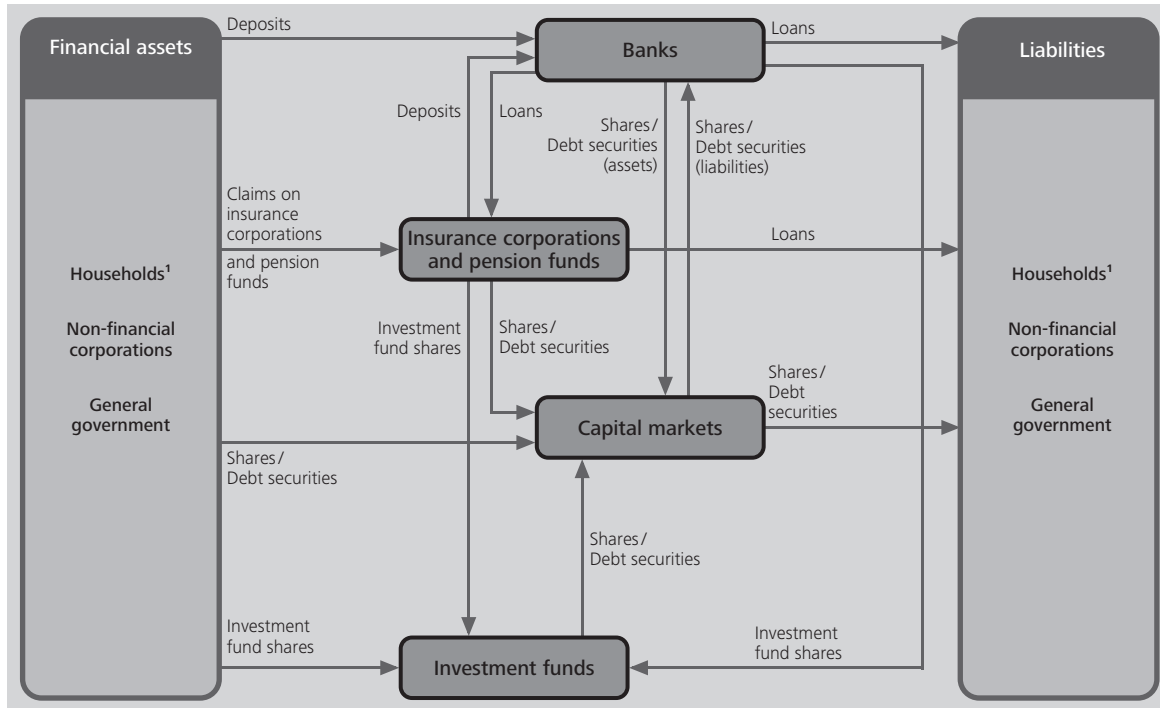 Financial assets
Deposits
Banks
Loans
Liabilities
Deposits
Loans
Shares/
Debt securities
(assets)
Shares/
Debt securities
(liabilities)
Claims on
insurance
corporations
and pension
funds
Insurance corporations
and pension funds
Loans
Households¹
Non-financial
corporations
General
government
Households¹
Non-financial
corporations
General
government
Investment
fund shares
Shares/
Debt securities
Capital markets
Shares/
Debt
securities
Shares/
Debt securities
Shares/
Debt securities
Investment
fund shares
Investment funds
Investment
fund shares